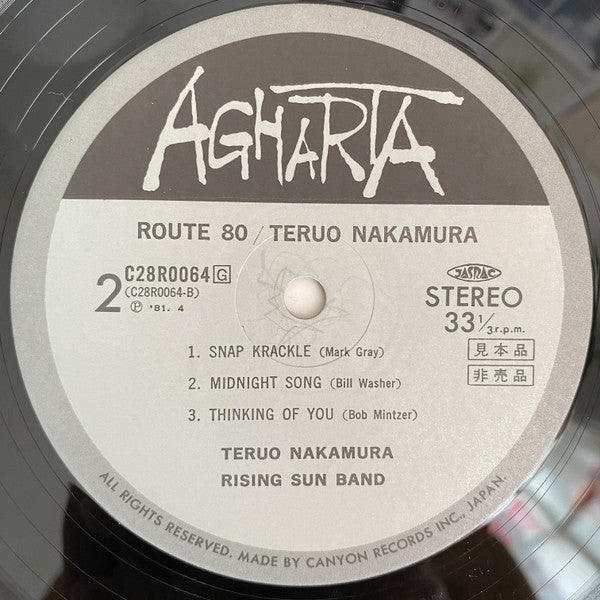 AGHARTA
ROUTE 80 / TERUO NAKAMURA
2
C28R0064 G
(C28R0064-B)
Ⓟ '81. 4
JASRAC
STEREO
33 1/3 r.p.m.
見本品
非売品
1. SNAP KRACKLE (Mark Gray)
2. MIDNIGHT SONG (Bill Washer)
3. THINKING OF YOU (Bob Mintzer)
TERUO NAKAMURA
RISING SUN BAND
ALL RIGHTS RESERVED. MADE BY CANYON RECORDS INC., JAPAN.